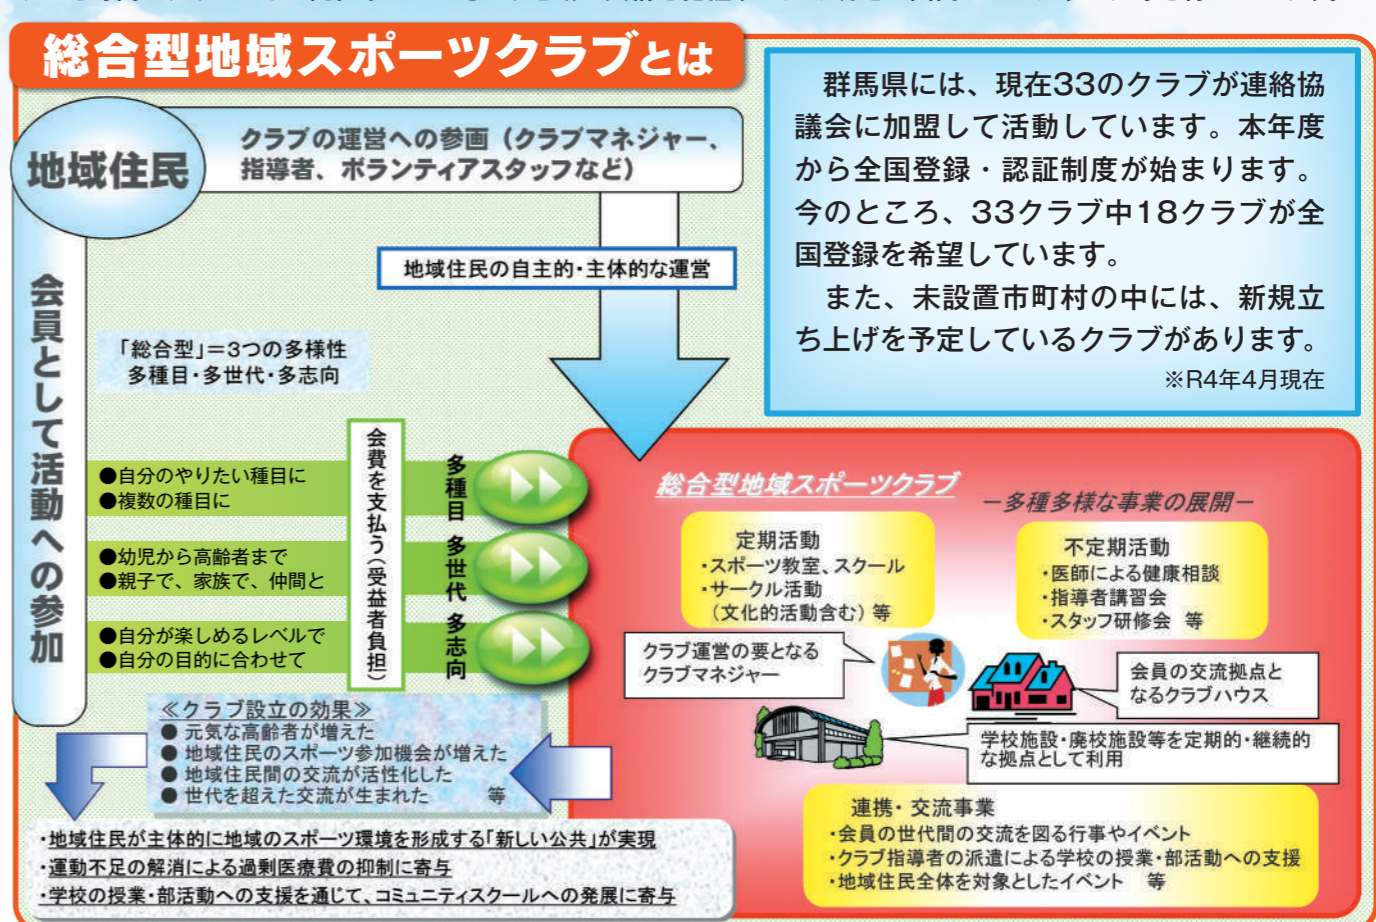 総合型地域スポーツクラブとは
地域住民
クラブの運営への参画（クラブマネジャー、
指導者、ボランティアスタッフなど）
群馬県には、現在33のクラブが連絡協
議会に加盟して活動しています。本年度
から全国登録・認証制度が始まります。
今のところ、33クラブ中18クラブが全
国登録を希望しています。
また、未設置市町村の中には、新規立
ち上げを予定しているクラブがあります。
※R4年4月現在
地域住民の自主的・主体的な運営
会員として活動への参加
「総合型」＝3つの多様性
多種目・多世代・多志向
●自分のやりたい種目に
●複数の種目に
●幼児から高齢者まで
●親子で、家族で、仲間と
●自分が楽しめるレベルで
●自分の目的に合わせて
会費を支払う（受益者負担）
多種目
多世代
多志向
総合型地域スポーツクラブ
－多種多様な事業の展開－
定期活動
・スポーツ教室、スクール
・サークル活動
（文化的活動含む）等
不定期活動
・医師による健康相談
・指導者講習会
・スタッフ研修会　等
クラブ運営の要となる
クラブマネジャー
会員の交流拠点と
なるクラブハウス
学校施設・廃校施設等を定期的・継続的
な拠点として利用
連携・交流事業
・会員の世代間の交流を図る行事やイベント
・クラブ指導者の派遣による学校の授業・部活動への支援
・地域住民全体を対象としたイベント　等
≪クラブ設立の効果≫
● 元気な高齢者が増えた
● 地域住民のスポーツ参加機会が増えた
● 地域住民間の交流が活性化した
● 世代を超えた交流が生まれた　等
・地域住民が主体的に地域のスポーツ環境を形成する「新しい公共」が実現
・運動不足の解消による過剰医療費の抑制に寄与
・学校の授業・部活動への支援を通じて、コミュニティスクールへの発展に寄与